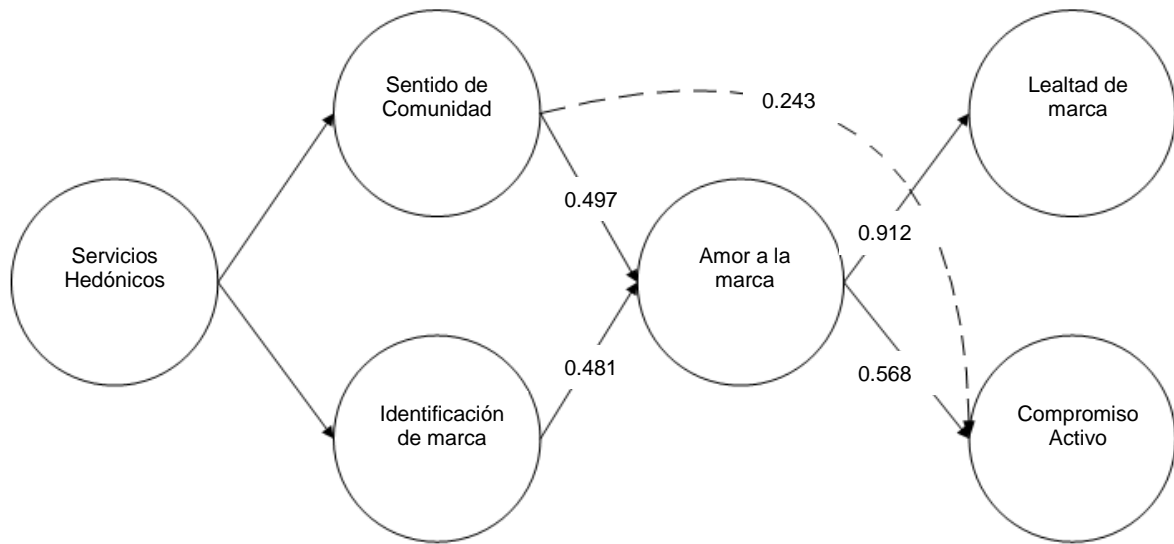 Sentido de
Comunidad
Lealtad de
marca
0.243
0.497
0.912
Servicios
Hedónicos
Amor a la
marca
0.481
0.568
Identificación
de marca
Compromiso
Activo